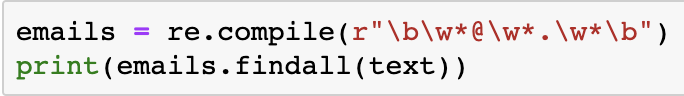 emails = re.compile(r"\b\w*@\w*.\w*\b")
print(emails.findall(text))